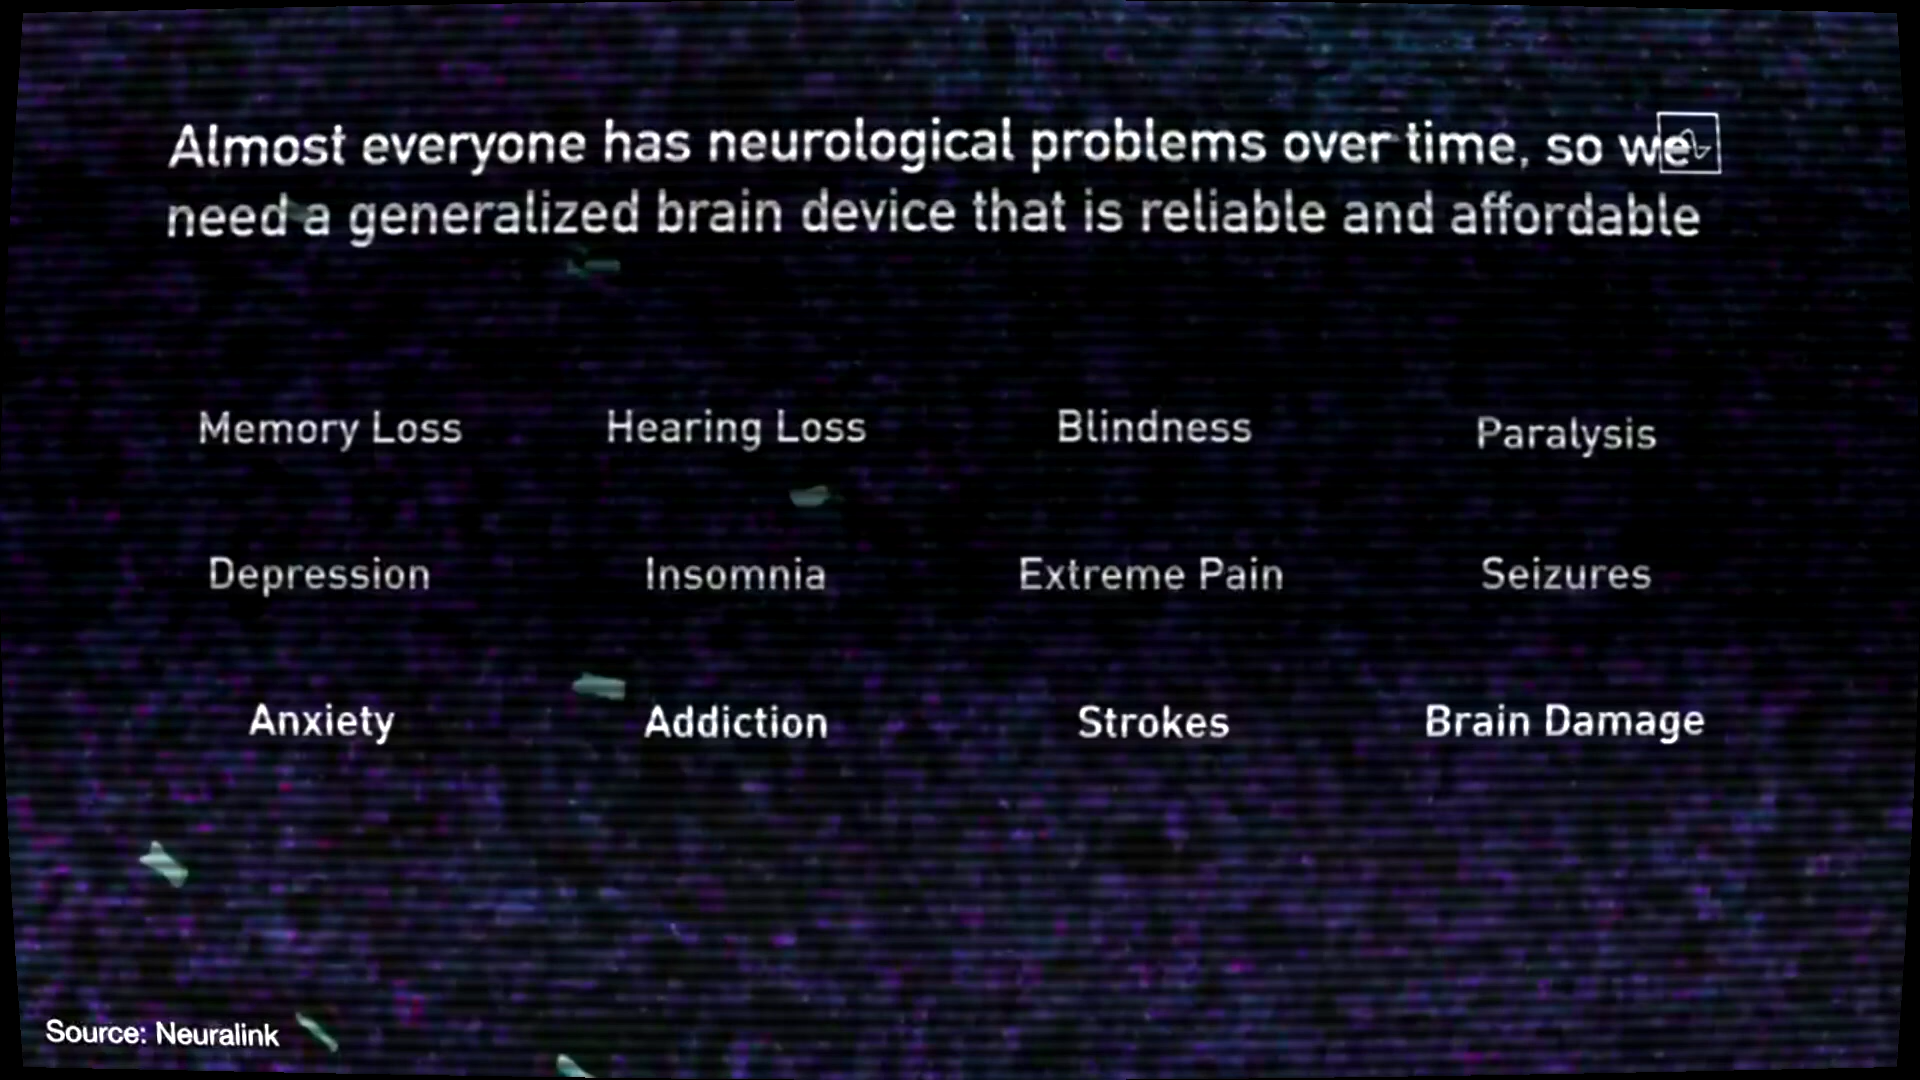 Almost everyone has neurological problems over time, so we
need a generalized brain device that is reliable and affordable
Memory Loss Hearing Loss Blindness Paralysis
Depression Insomnia Extreme Pain Seizures
Anxiety Addiction Strokes Brain Damage
Source: Neuralink